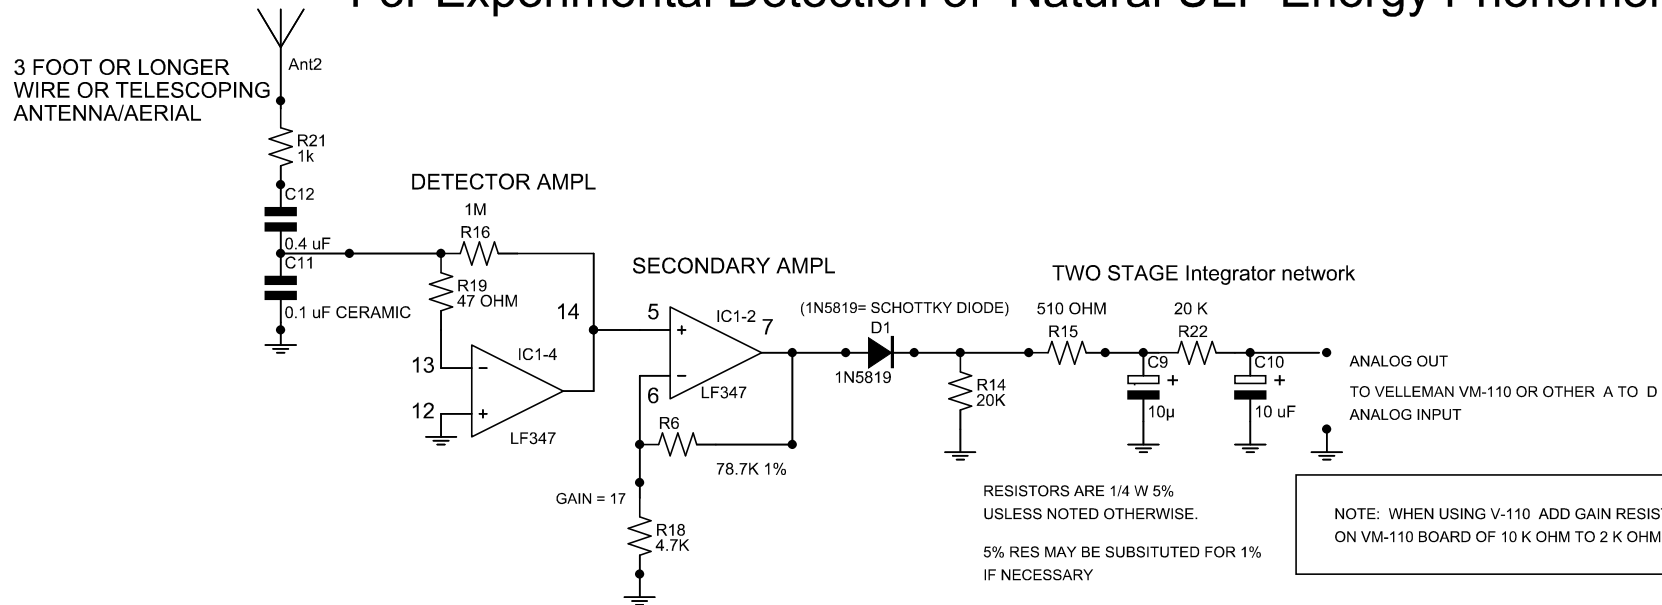 For Experimental Detection of Natural ULF Energy
Ant2
3 FOOT OR LONGER
WIRE OR TELESCOPING
ANTENNA/AERIAL
R21
1k
C12
0.4 uF
C11
0.1 uF CERAMIC
DETECTOR AMPL
1M
R16
R19
47 OHM
14
13
12
IC1-4
LF347
SECONDARY AMPL
5
6
7
IC1-2
LF347
R6
78.7K 1%
GAIN = 17
R18
4.7K
(1N5819= SCHOTTKY DIODE)
D1
1N5819
R14
20K
TWO STAGE Integrator network
510 OHM
R15
20 K
R22
C9
+
10µ
C10
+
10 uF
ANALOG OUT
TO VELLEMAN VM-110 OR OTHER A TO D
ANALOG INPUT
RESISTORS ARE 1/4 W 5%
USLESS NOTED OTHERWISE.
5% RES MAY BE SUBSITUTED FOR 1%
IF NECESSARY
NOTE: WHEN USING V-110 ADD GAIN RESIST
ON VM-110 BOARD OF 10 K OHM TO 2 K OHM